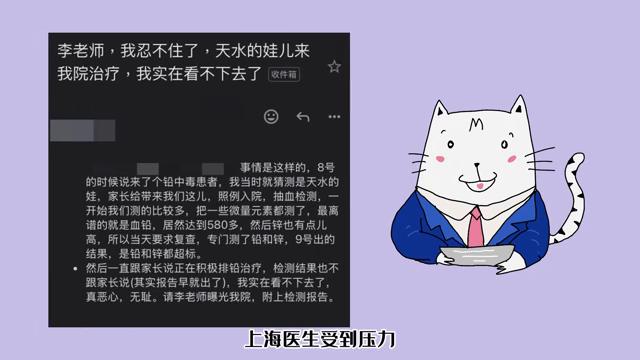 李老师，我忍不住了，天水的娃儿来
我院治疗，我实在看不下去了 收件箱
事情是这样的，8号
的时候说来了个铅中毒患者，我当时就猜测是天水的
娃，家长给带来我们这儿，照例入院，抽血检测，一
开始我们测的比较多，把一些微量元素都测了，最离
谱的就是血铅，居然达到580多，然后锌也有点儿
高，所以当天要求复查，专门测了铅和锌，9号出的
结果，是铅和锌都超标。
• 然后一直跟家长说正在积极排铅治疗，检测结果也不
跟家长说(其实报告早就出了)，我实在看不下去了，
真恶心，无耻。请李老师曝光我院，附上检测报告。
上海医生受到压力